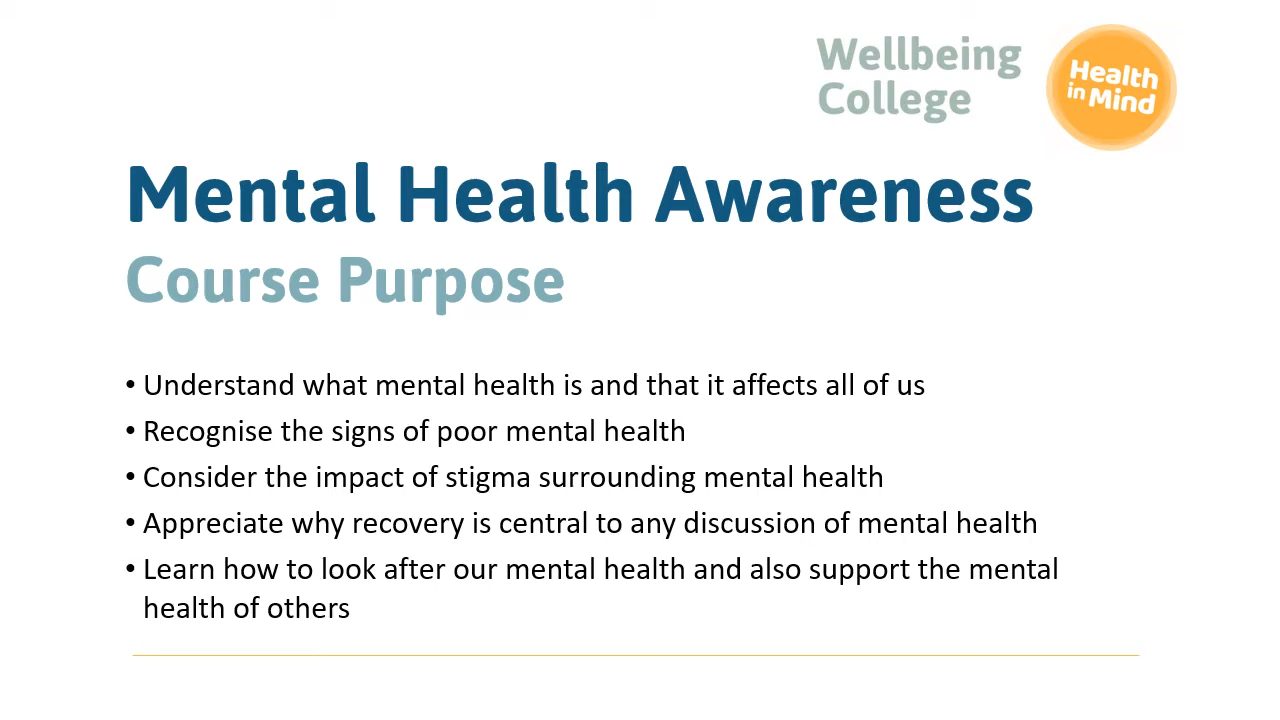 Wellbeing
College
Health
in Mind
Mental Health Awareness
Course Purpose
• Understand what mental health is and that it affects all of us
• Recognise the signs of poor mental health
• Consider the impact of stigma surrounding mental health
• Appreciate why recovery is central to any discussion of mental health
• Learn how to look after our mental health and also support the mental
health of others